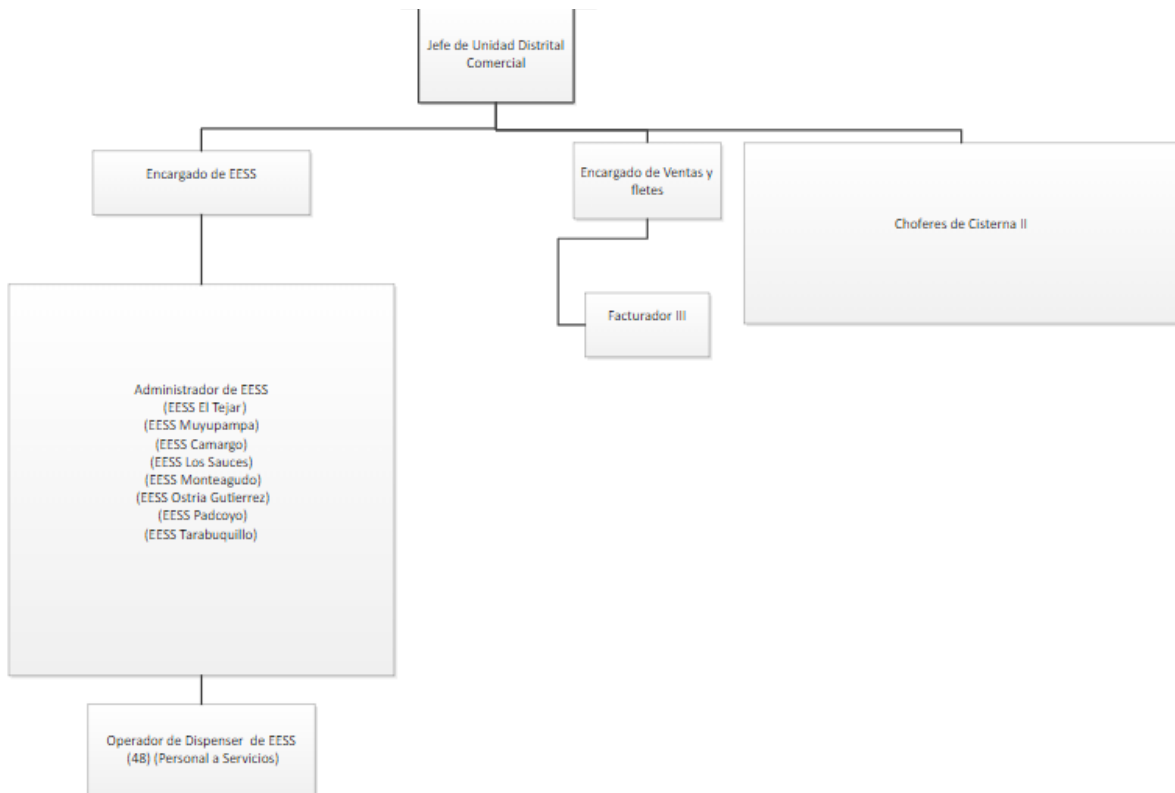 Jefe de Unidad Distrital
Comercial
Encargado de EESS
Encargado de Ventas y
fletes
Choferes de Cisterna II
Facturador III
Administrador de EESS
(EESS El Tejar)
(EESS Muyupampa)
(EESS Camargo)
(EESS Los Sauces)
(EESS Monteagudo)
(EESS Ostria Gutierrez)
(EESS Padcoyo)
(EESS Tarabuquillo)
Operador de Dispenser de EESS
(48) (Personal a Servicios)